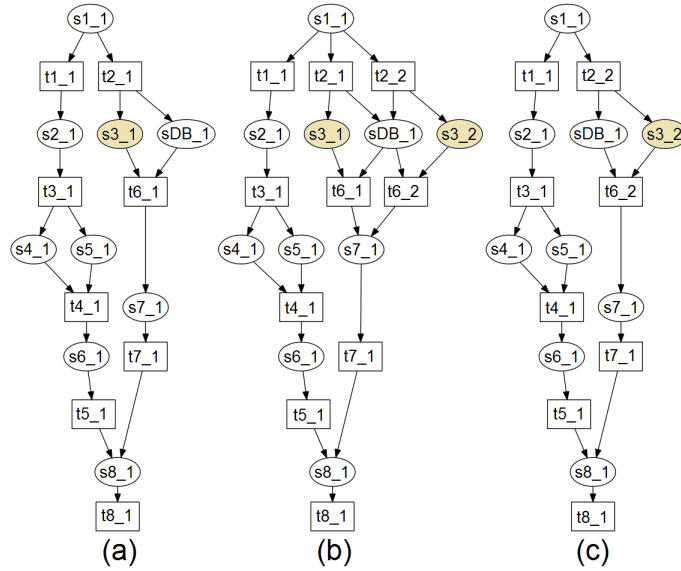 s1_1 s1_1 s1_1
t1_1 t2_1 t1_1 t2_1 t2_2 t1_1 t2_2
s2_1 s3_1 sDB_1 s2_1 s3_1 sDB_1 s3_2 s2_1 sDB_1 s3_2
t3_1 t6_1 t3_1 t6_1 t6_2 t3_1 t6_2
s4_1 s5_1 s4_1 s5_1 s7_1 s4_1 s5_1
t4_1 s7_1 t4_1 t4_1 s7_1
s6_1 t7_1 s6_1 t7_1 s6_1 t7_1
t5_1 t5_1 t5_1
s8_1 s8_1 s8_1
t8_1 t8_1 t8_1
(a) (b) (c)